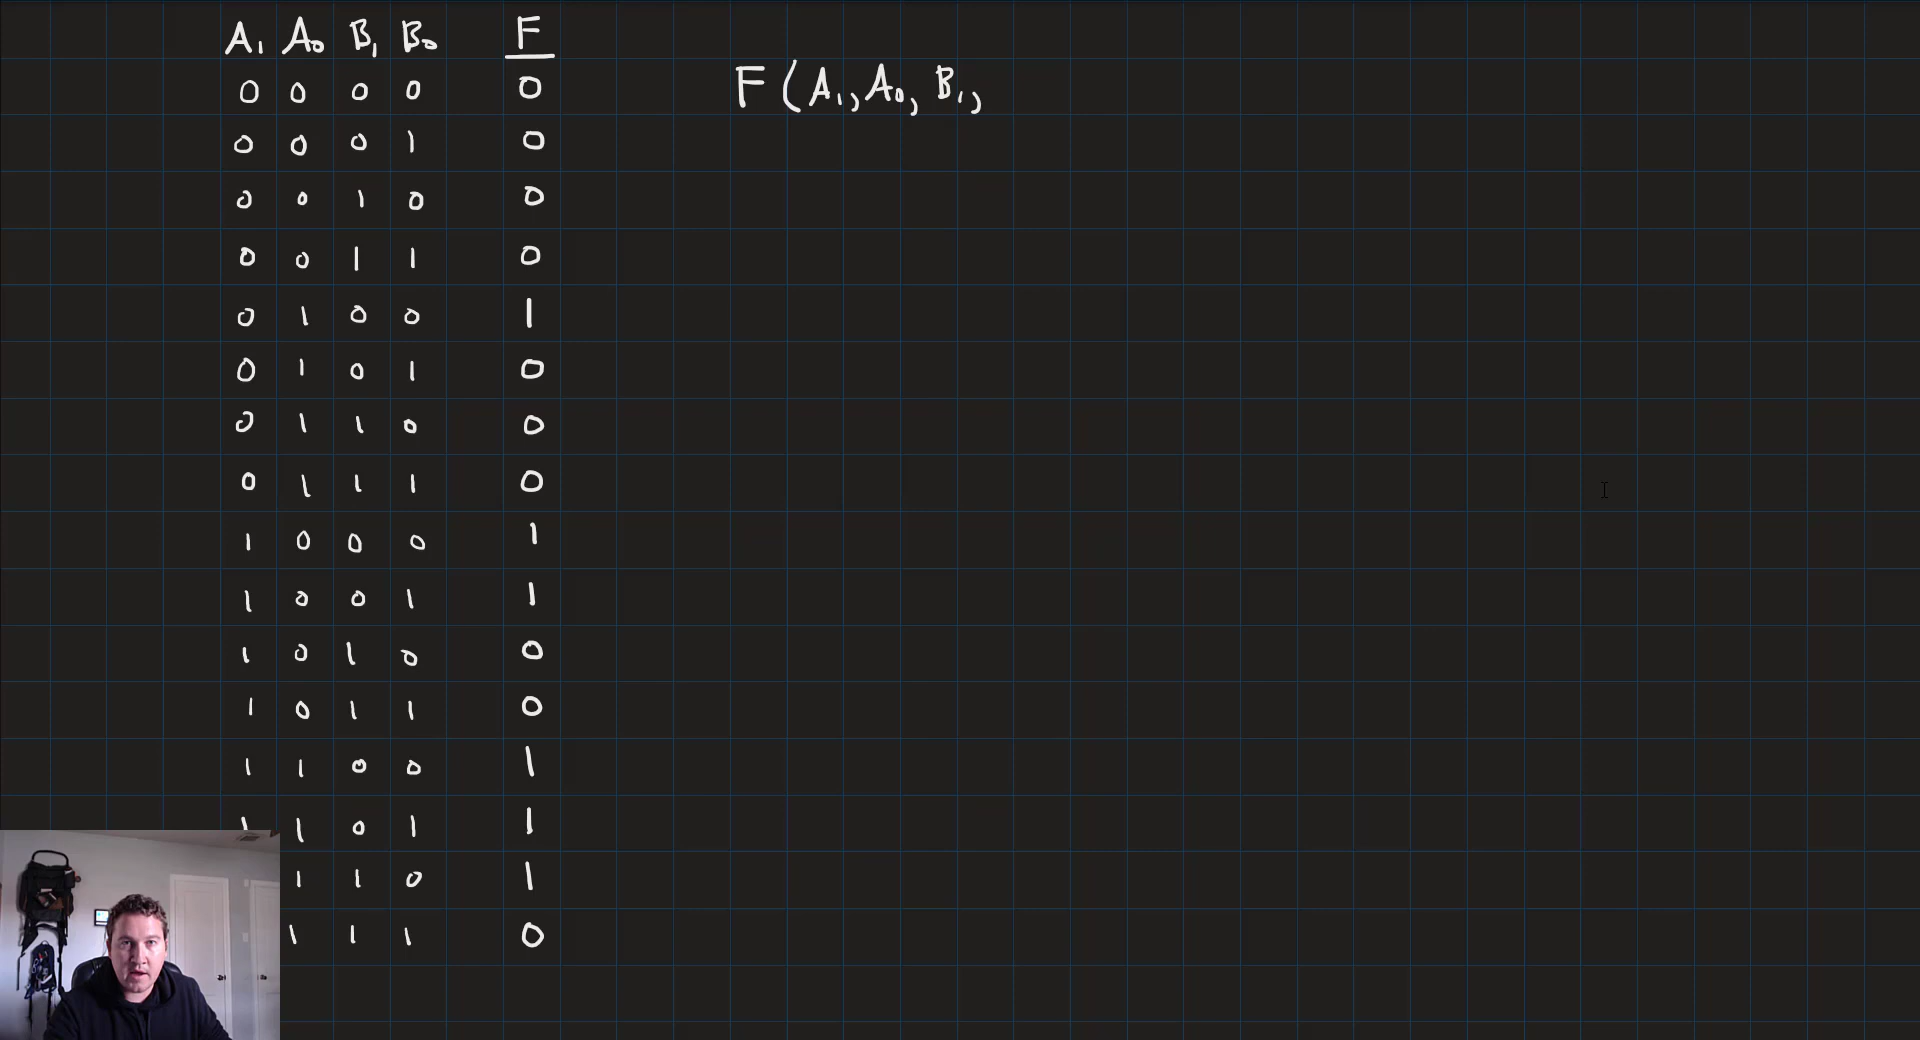 A₁ A₀ B₁ B₀ F
0 0 0 0 0
F(A₁, A₀, B₁,
0 0 0 1 0
0 0 1 0 0
0 0 1 1 0
0 1 0 0 1
0 1 0 1 0
0 1 1 0 0
0 1 1 1 0
1 0 0 0 1
1 0 0 1 1
1 0 1 0 0
1 0 1 1 0
1 1 0 0 1
1 1 0 1 1
1 1 0 1
1 1 1 0